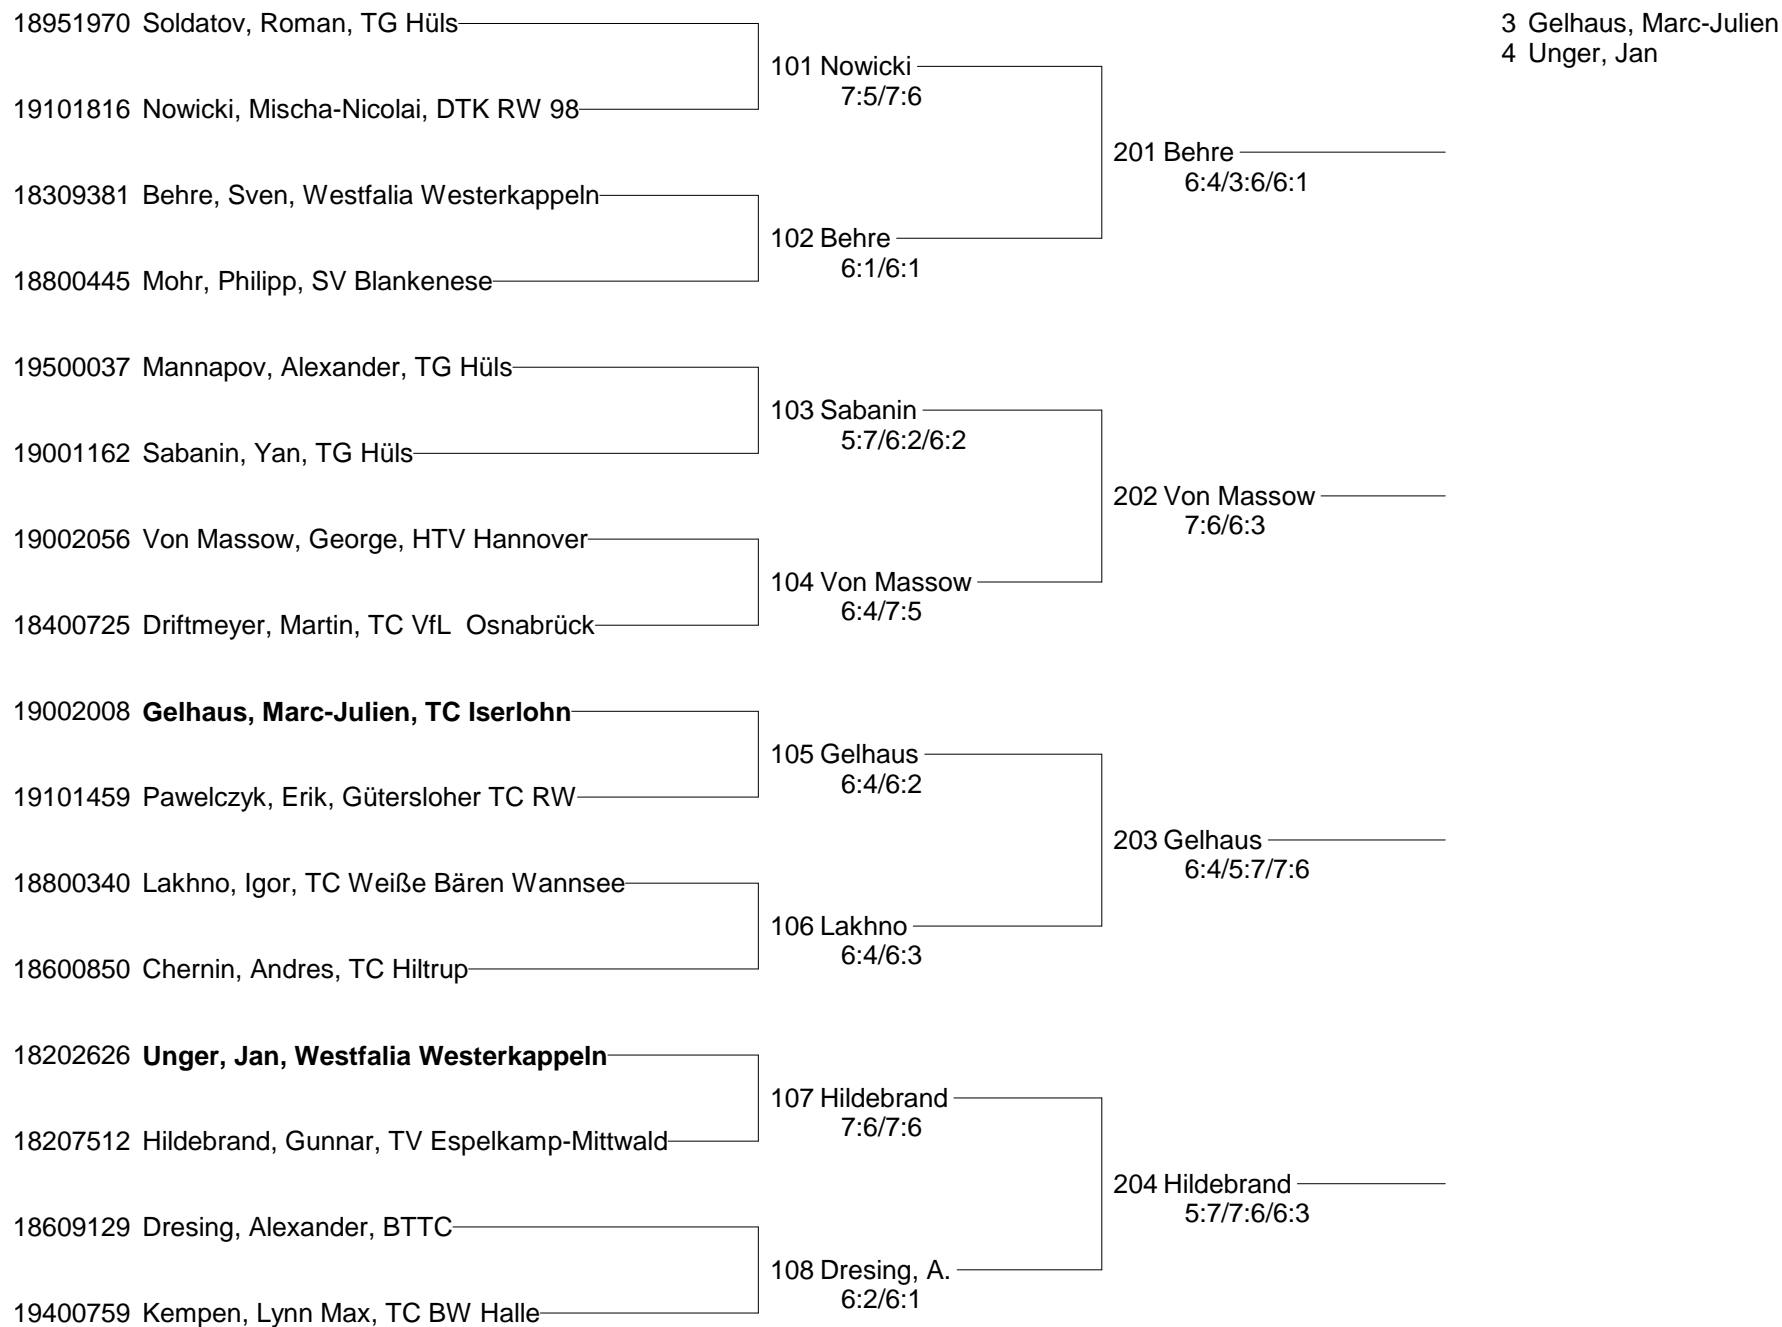 18951970 Soldatov, Roman, TG Hüls
19101816 Nowicki, Mischa-Nicolai, DTK RW 98
18309381 Behre, Sven, Westfalia Westerkappeln
18800445 Mohr, Philipp, SV Blankenese
19500037 Mannapov, Alexander, TG Hüls
19001162 Sabanin, Yan, TG Hüls
19002056 Von Massow, George, HTV Hannover
18400725 Driftmeyer, Martin, TC VfL  Osnabrück
19002008 Gelhaus, Marc-Julien, TC Iserlohn
19101459 Pawelczyk, Erik, Gütersloher TC RW
18800340 Lakhno, Igor, TC Weiße Bären Wannsee
18600850 Chernin, Andres, TC Hiltrup
18202626 Unger, Jan, Westfalia Westerkappeln
18207512 Hildebrand, Gunnar, TV Espelkamp-Mittwald
18609129 Dresing, Alexander, BTTC
19400759 Kempen, Lynn Max, TC BW Halle
101 Nowicki
7:5/7:6
102 Behre
6:1/6:1
103 Sabanin
5:7/6:2/6:2
104 Von Massow
6:4/7:5
105 Gelhaus
6:4/6:2
106 Lakhno
6:4/6:3
107 Hildebrand
7:6/7:6
108 Dresing, A.
6:2/6:1
201 Behre
6:4/3:6/6:1
202 Von Massow
7:6/6:3
203 Gelhaus
6:4/5:7/7:6
204 Hildebrand
5:7/7:6/6:3
3 Gelhaus, Marc-Julien
4 Unger, Jan